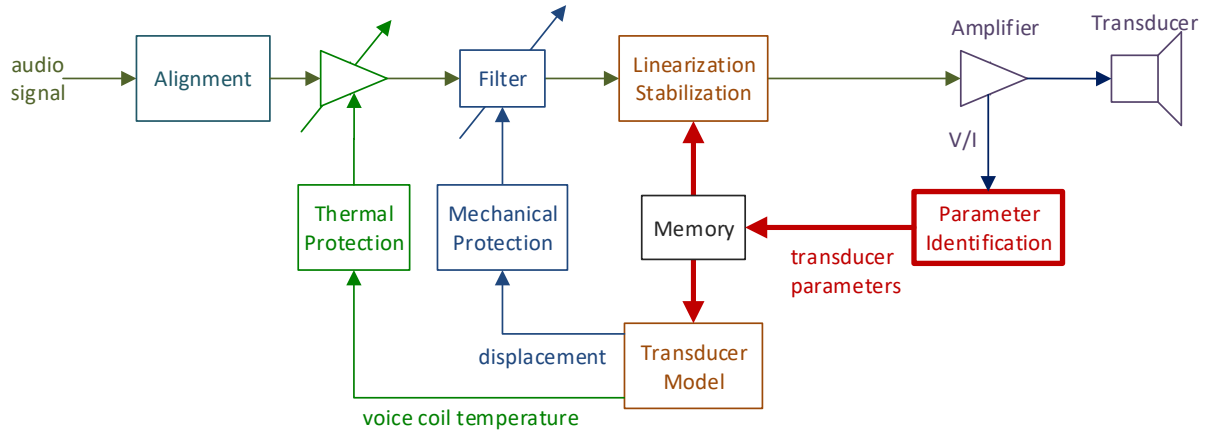 Amplifier
Transducer
audio
signal
Alignment
Filter
Linearization
Stabilization
V/I
Thermal
Protection
Mechanical
Protection
Memory
Parameter
Identification
transducer
parameters
displacement
Transducer
Model
voice coil temperature